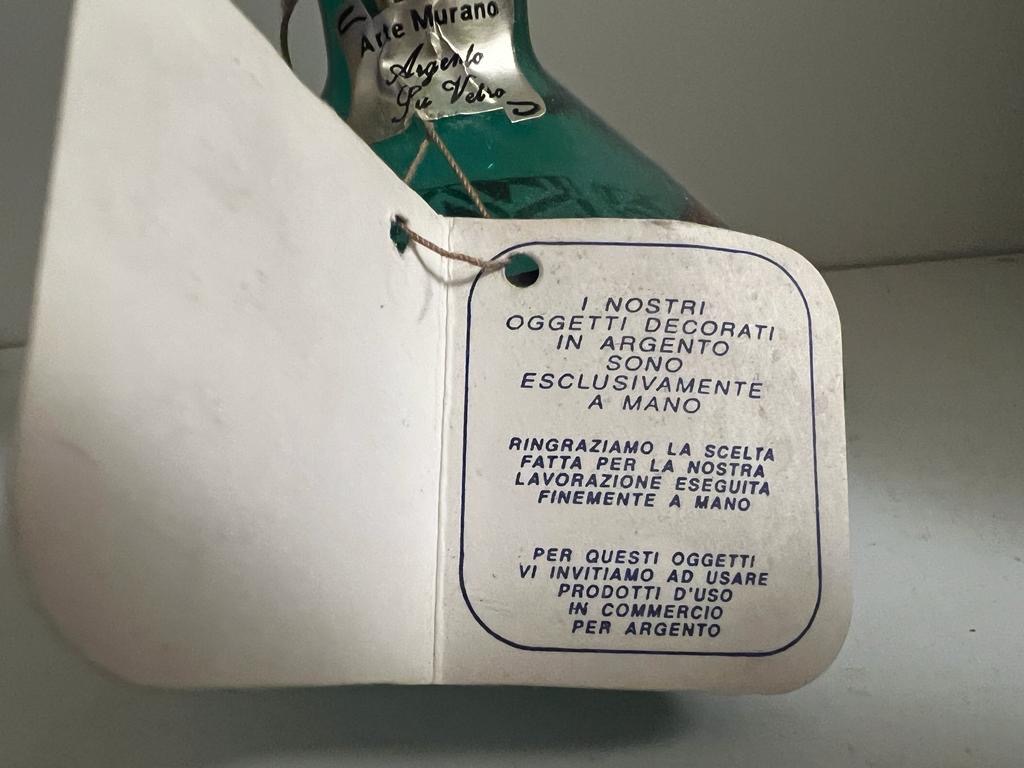 Arte Murano
Argento
Su Vetro
I NOSTRI
OGGETTI DECORATI
IN ARGENTO
SONO
ESCLUSIVAMENTE
A MANO
RINGRAZIAMO LA SCELTA
FATTA PER LA NOSTRA
LAVORAZIONE ESEGUITA
FINEMENTE A MANO
PER QUESTI OGGETTI
VI INVITIAMO AD USARE
PRODOTTI D'USO
IN COMMERCIO
PER ARGENTO